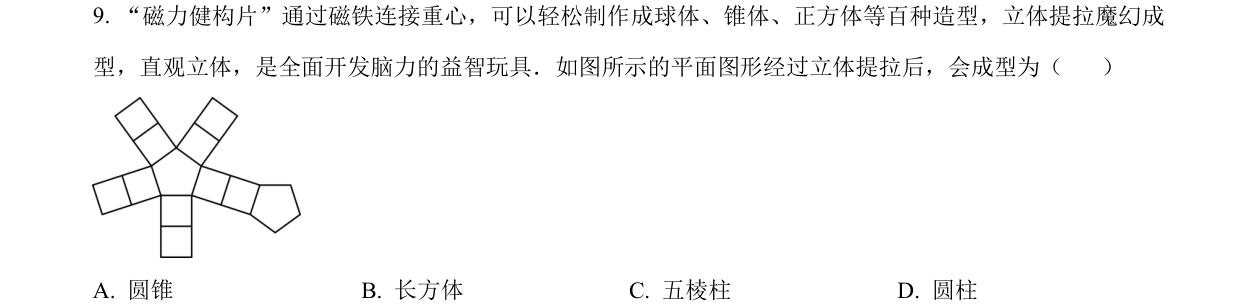 9. “磁力健构片”通过磁铁连接重心，可以轻松制作成球体、锥体、正方体等百种造型，立体提拉魔幻成
型，直观立体，是全面开发脑力的益智玩具．如图所示的平面图形经过立体提拉后，会成型为（　　）
A. 圆锥 B. 长方体 C. 五棱柱 D. 圆柱